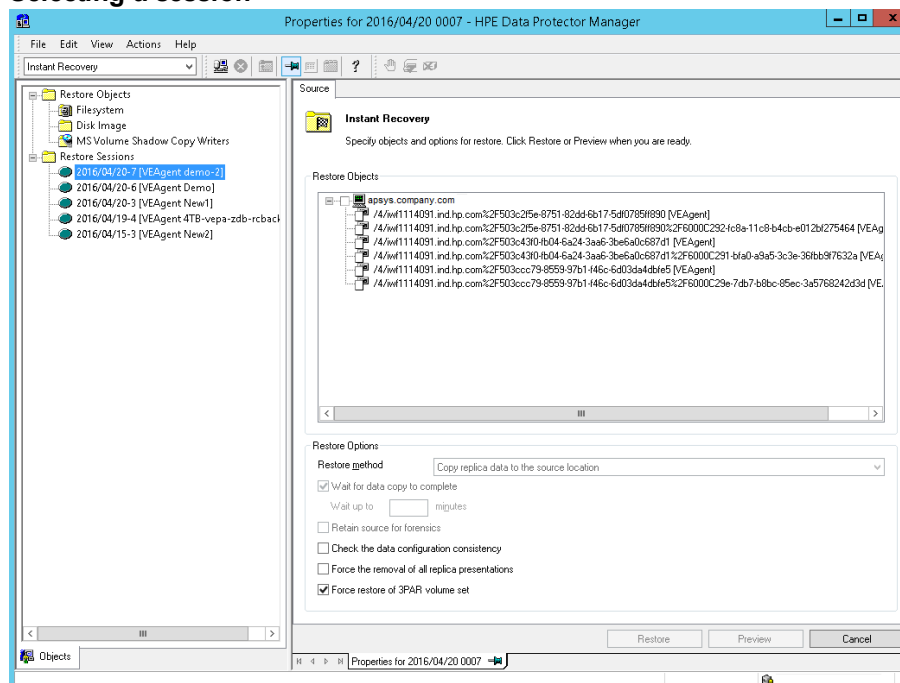 Selecting a session
Properties for 2016/04/20 0007 - HPE Data Protector Manager
File Edit View Actions Help
Instant Recovery
Restore Objects
Filesystem
Disk Image
MS Volume Shadow Copy Writers
Restore Sessions
2016/04/20-7 [VEAgent demo-2]
2016/04/20-6 [VEAgent Demo]
2016/04/20-3 [VEAgent New1]
2016/04/19-4 [VEAgent 4TB-vepa-zdb-rcback
2016/04/15-3 [VEAgent New2]
Objects
Source
Instant Recovery
Specify objects and options for restore. Click Restore or Preview when you are ready.
Restore Objects
apsys.company.com
/4/iwf1114091.ind.hp.com%2F503c2f5e-8751-82dd-6b17-5df0785ff890 [VEAgent]
/4/iwf1114091.ind.hp.com%2F503c2f5e-8751-82dd-6b17-5df0785ff890%2F6000C292-fc8a-11c8-b4cb-e012bf275464 [VEAg
/4/iwf1114091.ind.hp.com%2F503c43f0-fb04-6a24-3aa6-3be6a0c687d1 [VEAgent]
/4/iwf1114091.ind.hp.com%2F503c43f0-fb04-6a24-3aa6-3be6a0c687d1%2F6000C291-bfa0-a9a5-3c3e-36fbb9f7632a [VEAg
/4/iwf1114091.ind.hp.com%2F503ccc79-8559-97b1-f46c-6d03da4dbfe5 [VEAgent]
/4/iwf1114091.ind.hp.com%2F503ccc79-8559-97b1-f46c-6d03da4dbfe5%2F6000C29e-7db7-b8bc-85ec-3a5768242d3d [VE.
Restore Options
Restore method Copy replica data to the source location
Wait for data copy to complete
Wait up to minutes
Retain source for forensics
Check the data configuration consistency
Force the removal of all replica presentations
Force restore of 3PAR volume set
Restore Preview Cancel
Properties for 2016/04/20 0007